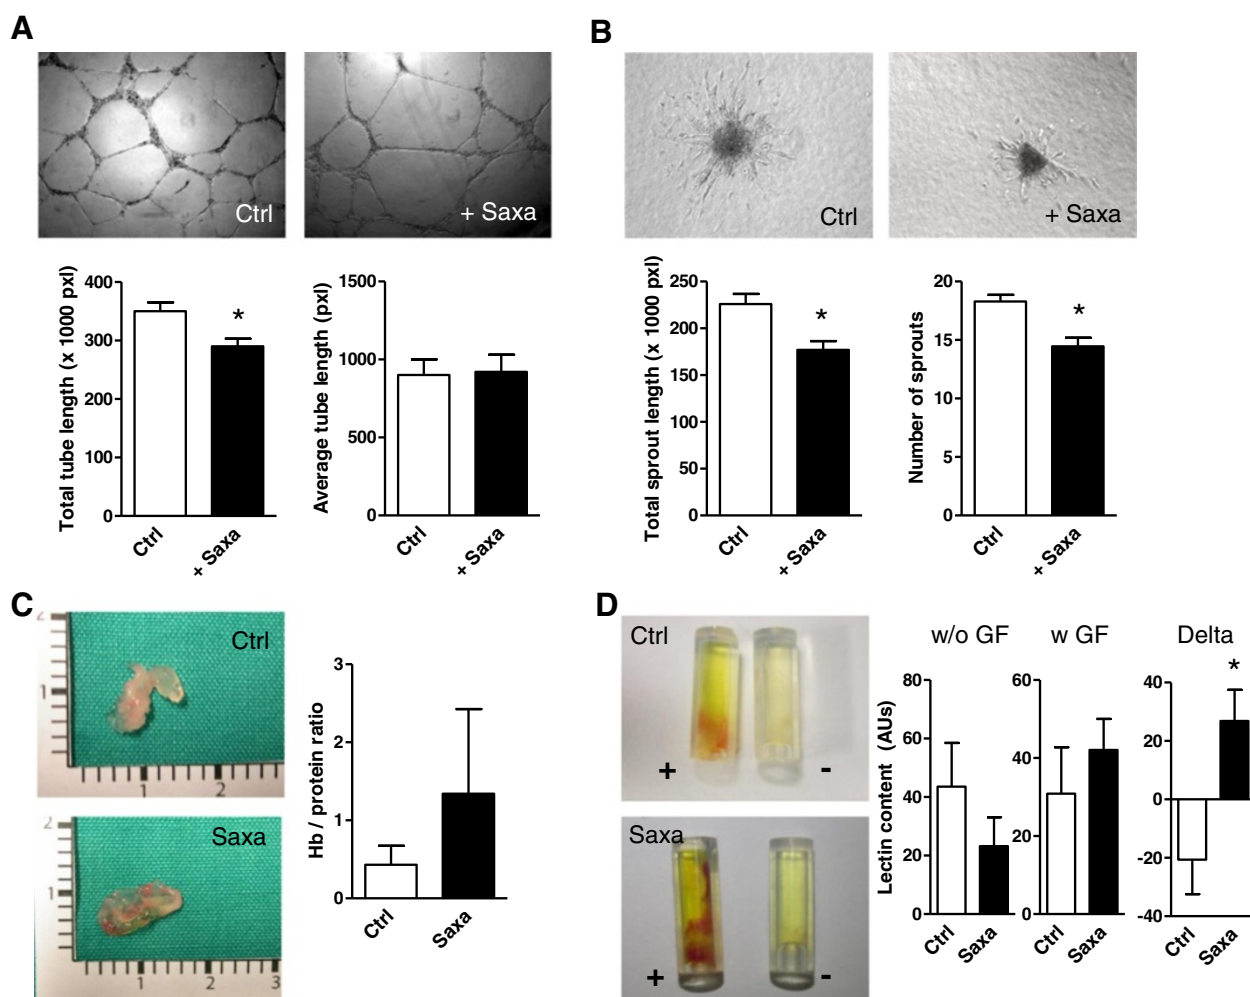 A
B
Ctrl
+ Saxa
Ctrl
+ Saxa
Total tube length (x 1000 pxl)
400
300
200
100
0
Ctrl
+ Saxa
*
Average tube length (pxl)
1500
1000
500
0
Ctrl
+ Saxa
Total sprout length (x 1000 pxl)
250
200
150
100
50
0
Ctrl
+ Saxa
*
Number of sprouts
20
15
10
5
0
Ctrl
+ Saxa
*
C
Ctrl
2
1
1
2
Saxa
2
1
1
2
3
Hb / protein ratio
3
2
1
0
Ctrl
Saxa
D
Ctrl
+
-
Saxa
+
-
w/o GF
w GF
Delta
Lectin content (AUs)
80
60
40
20
0
Ctrl
Saxa
60
40
20
0
Ctrl
Saxa
40
20
0
-20
-40
*
Ctrl
Saxa